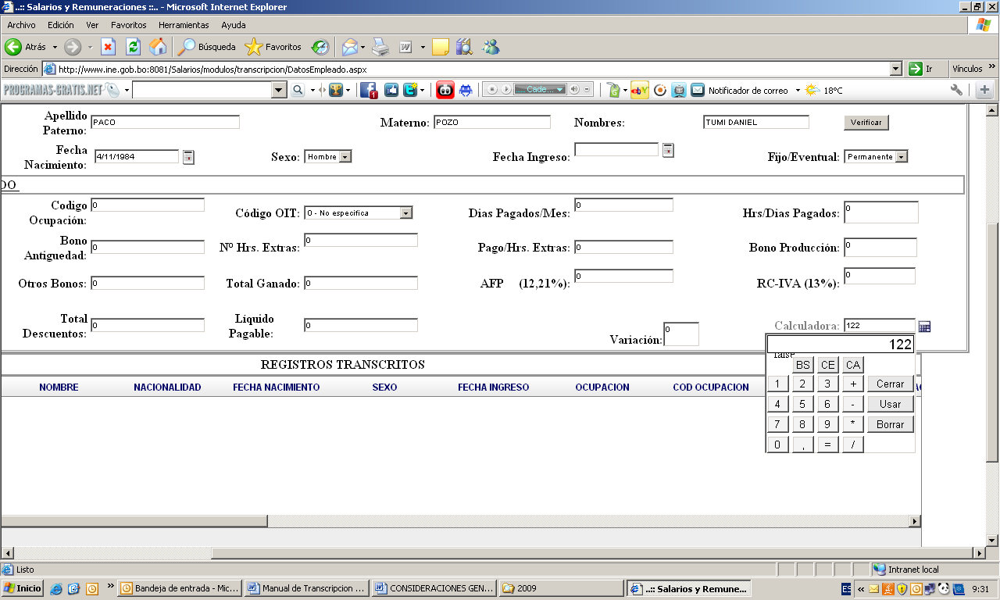 ..:: Salarios y Remuneraciones ::.. - Microsoft Internet Explorer
Archivo Edición Ver Favoritos Herramientas Ayuda
Atrás Búsqueda Favoritos
Dirección http://www.ine.gob.bo:8081/Salarios/modulos/transcripcion/DatosEmpleado.aspx Ir Vínculos »
PROGRAMAS-GRATIS.NET 1 Cade... ebY Notificador de correo 18°C
Apellido Paterno: PACO Materno: POZO Nombres: TUMI DANIEL Verificar
Fecha Nacimiento: 4/11/1984 Sexo: Hombre Fecha Ingreso: Fijo/Eventual: Permanente
DO
Codigo Ocupación: 0 Código OIT: 0 - No especifica Dias Pagados/Mes: 0 Hrs/Dias Pagados: 0
Bono Antiguedad: 0 Nº Hrs. Extras: 0 Pago/Hrs. Extras: 0 Bono Producción: 0
Otros Bonos: 0 Total Ganado: 0 AFP (12,21%): 0 RC-IVA (13%): 0
Total Descuentos: 0 Líquido Pagable: 0 Variación: 0 Calculadora: 122
122
false
BS CE CA
1 2 3 + Cerrar
4 5 6 - Usar
7 8 9 * Borrar
0 , = /
REGISTROS TRANSCRITOS
NOMBRE NACIONALIDAD FECHA NACIMIENTO SEXO FECHA INGRESO OCUPACION COD OCUPACION
Listo Intranet local
Inicio » Bandeja de entrada - Mic... Manual de Transcripcion ... CONSIDERACIONES GEN... 2009 ..:: Salarios y Remune... ES « 9:31